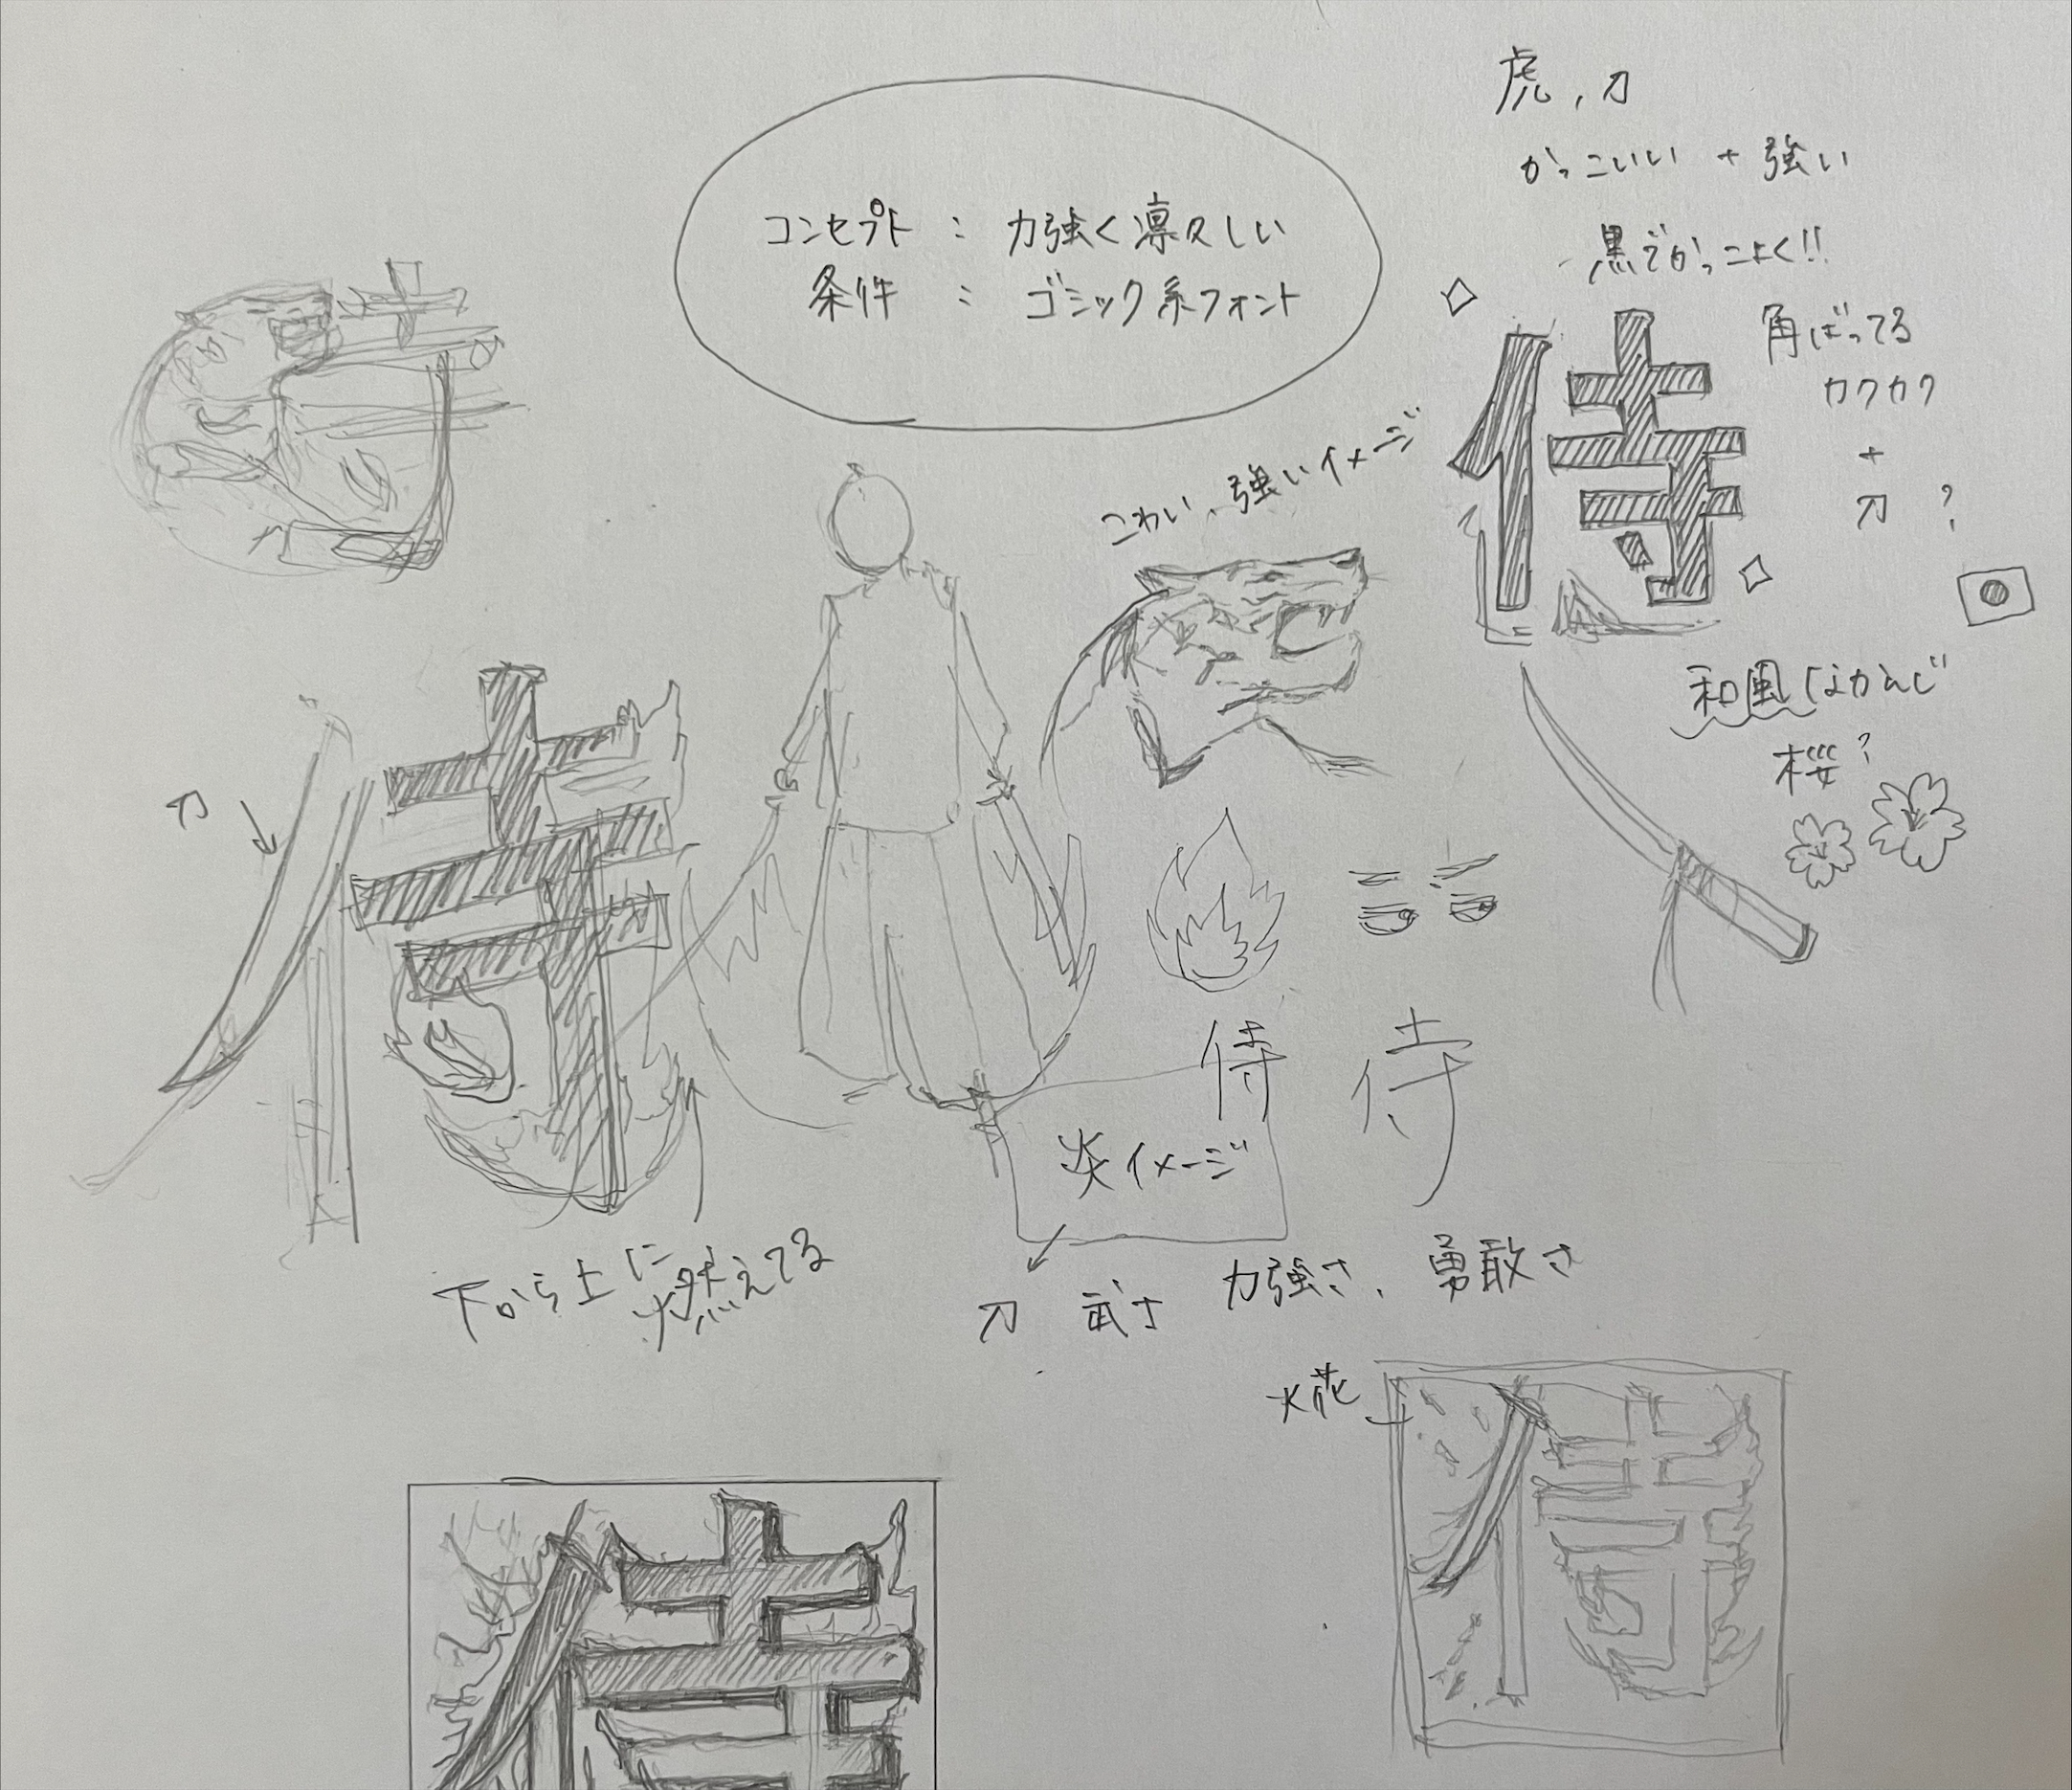 虎，刀
かっこいい + 強い
黒でかっこよく!!
コンセプト : 力強く凛々しい
条件 : ゴシック系フォント
角ばってる
カクカク
+
刀 ?
侍
こわい、強いイメージ
和風なかんじ
桜?
刀
侍
侍 侍
炎イメージ
下から上に燃えてる
刀 武士 力強さ、勇敢さ
火花
侍
侍